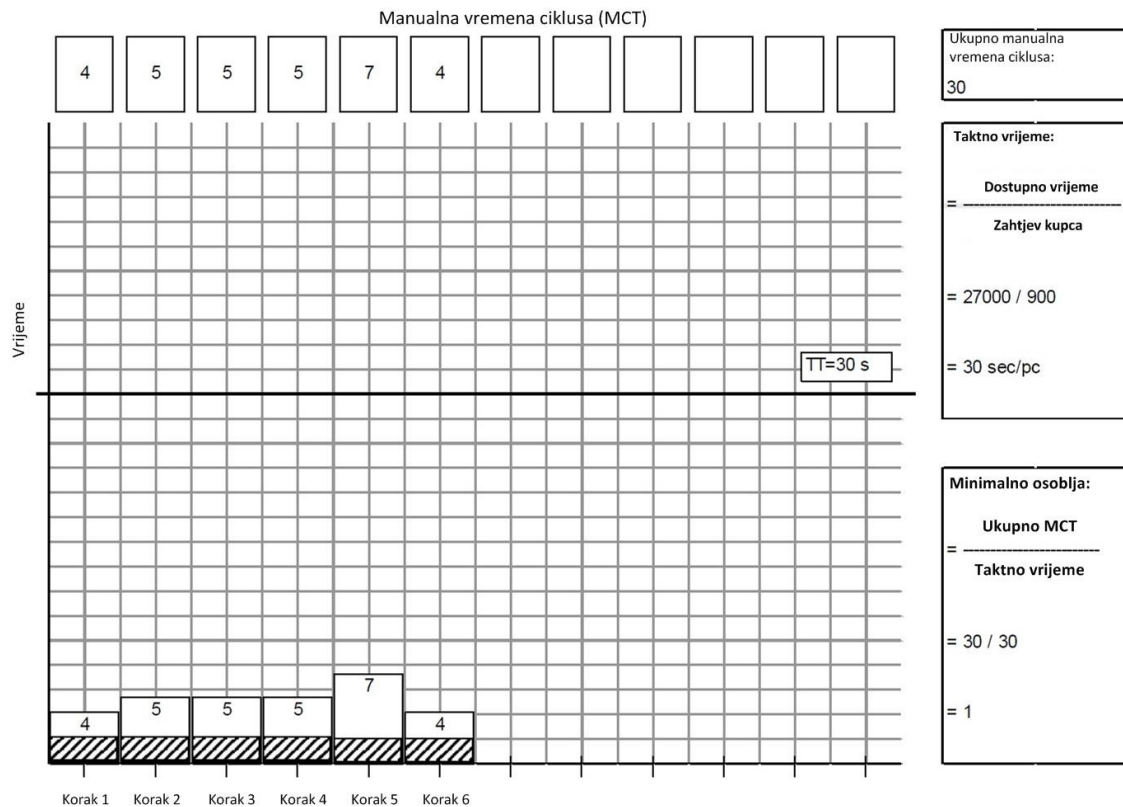 Manualna vremena ciklusa (MCT)
4 5 5 5 7 4
Ukupno manualna
vremena ciklusa:
30
Taktno vrijeme:
Dostupno vrijeme
=
Zahtjev kupca
= 27000 / 900
= 30 sec/pc
Vrijeme
TT=30 s
Minimalno osoblja:
Ukupno MCT
=
Taktno vrijeme
= 30 / 30
= 1
4 5 5 5 7 4
Korak 1 Korak 2 Korak 3 Korak 4 Korak 5 Korak 6